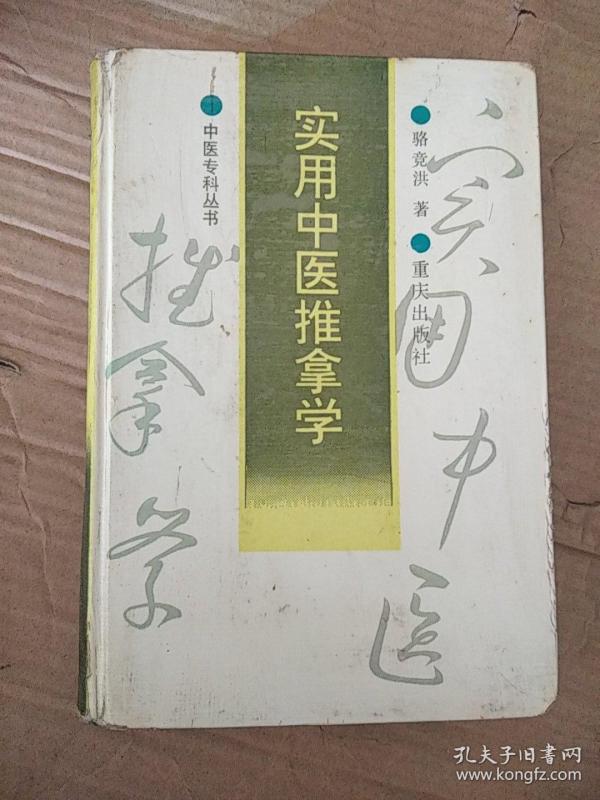 实用中医
推拿学
骆竞洪 著
重庆出版社
实用中医推拿学
中医专科丛书
孔夫子旧书网
www.kongfz.com